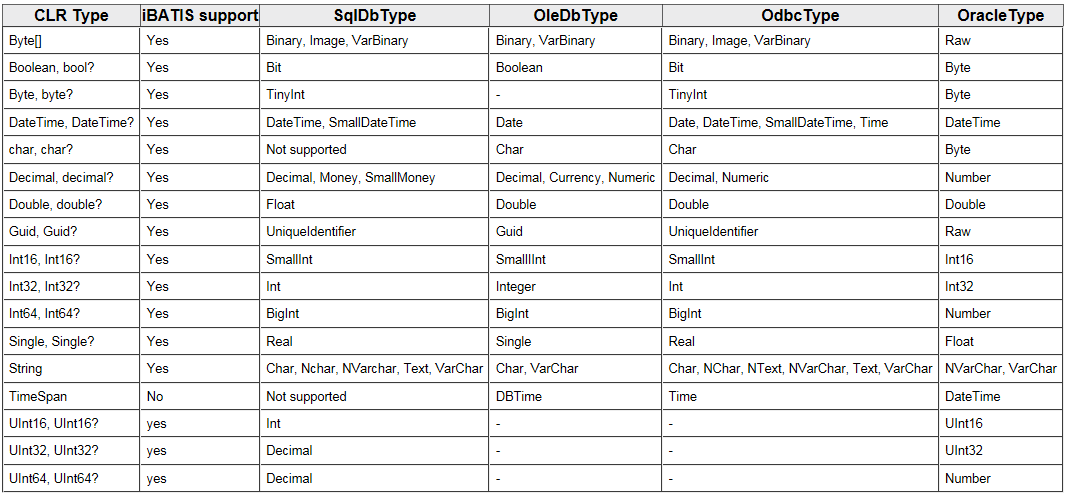 CLR Type iBATIS support SqlDbType OleDbType OdbcType OracleType
Byte[] Yes Binary, Image, VarBinary Binary, VarBinary Binary, Image, VarBinary Raw
Boolean, bool? Yes Bit Boolean Bit Byte
Byte, byte? Yes TinyInt - TinyInt Byte
DateTime, DateTime? Yes DateTime, SmallDateTime Date Date, DateTime, SmallDateTime, Time DateTime
char, char? Yes Not supported Char Char Byte
Decimal, decimal? Yes Decimal, Money, SmallMoney Decimal, Currency, Numeric Decimal, Numeric Number
Double, double? Yes Float Double Double Double
Guid, Guid? Yes UniqueIdentifier Guid UniqueIdentifier Raw
Int16, Int16? Yes SmallInt SmallIInt SmallInt Int16
Int32, Int32? Yes Int Integer Int Int32
Int64, Int64? Yes BigInt BigInt BigInt Number
Single, Single? Yes Real Single Real Float
String Yes Char, Nchar, NVarchar, Text, VarChar Char, VarChar Char, NChar, NText, NVarChar, Text, VarChar NVarChar, VarChar
TimeSpan No Not supported DBTime Time DateTime
UInt16, UInt16? yes Int - - UInt16
UInt32, UInt32? yes Decimal - - UInt32
UInt64, UInt64? yes Decimal - - Number